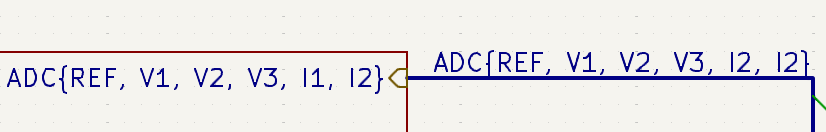 ADC{REF, V1, V2, V3, I1, I2}
ADC{REF, V1, V2, V3, I2, I2}